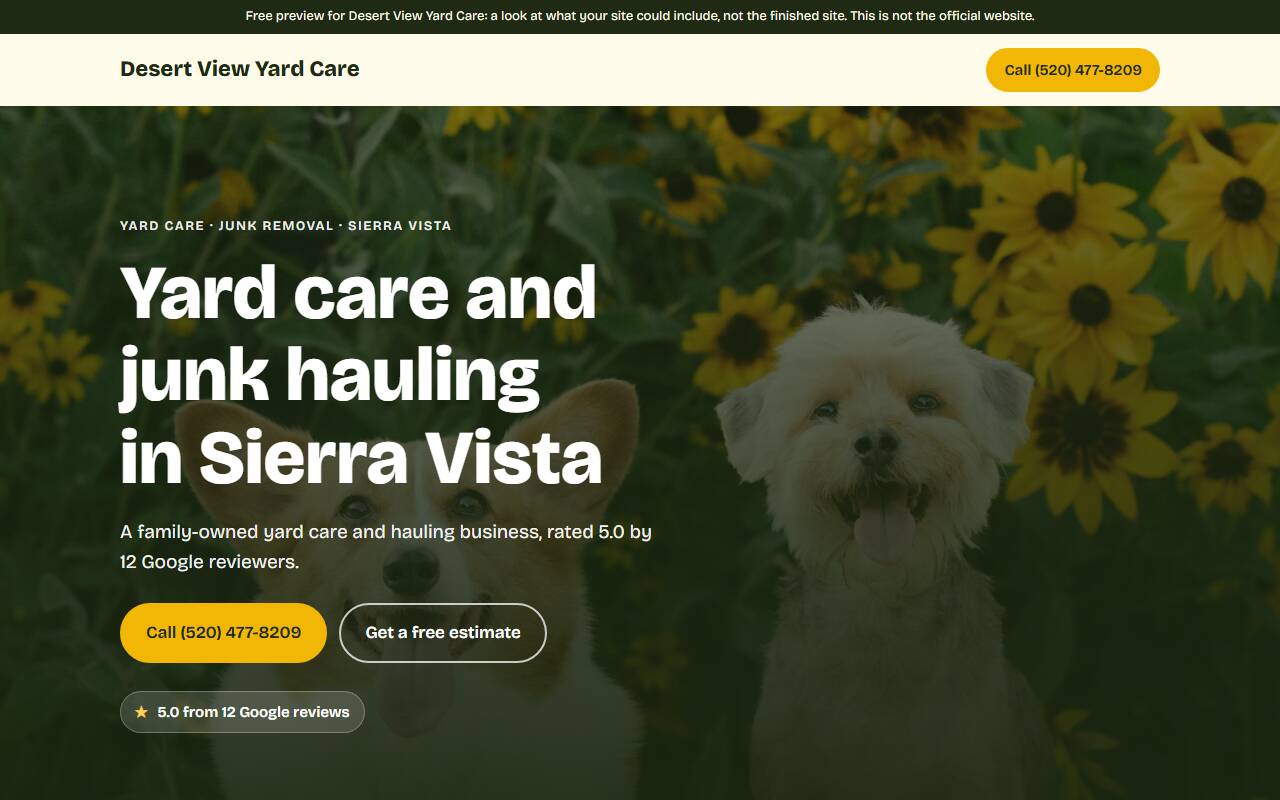 Free preview for Desert View Yard Care: a look at what your site could include, not the finished site. This is not the official website.
Desert View Yard Care
Call (520) 477-8209
YARD CARE · JUNK REMOVAL · SIERRA VISTA
Yard care and
junk hauling
in Sierra Vista
A family-owned yard care and hauling business, rated 5.0 by
12 Google reviewers.
Call (520) 477-8209
Get a free estimate
★ 5.0 from 12 Google reviews